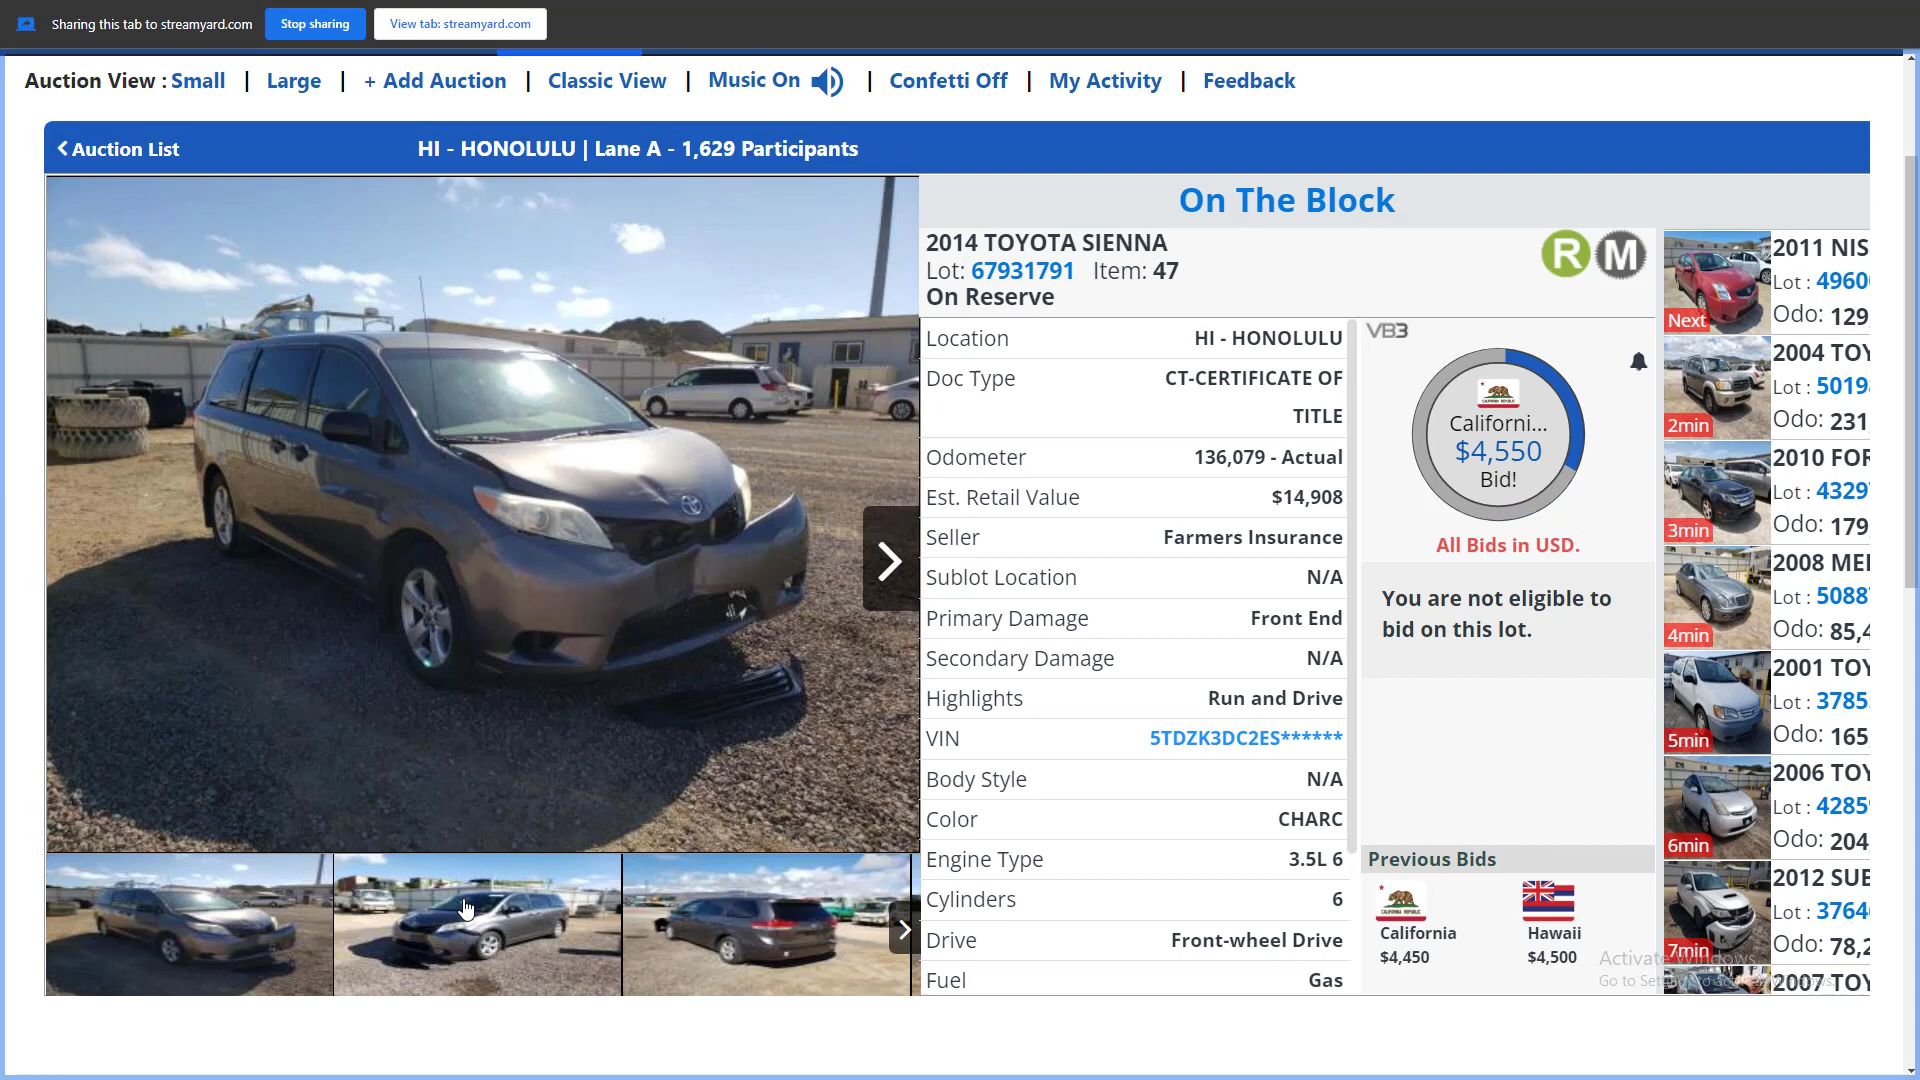 Sharing this tab to streamyard.com
Stop sharing
View tab: streamyard.com
Auction View : Small | Large | + Add Auction | Classic View | Music On | Confetti Off | My Activity | Feedback
Auction List
HI - HONOLULU | Lane A - 1,629 Participants
On The Block
2014 TOYOTA SIENNA
Lot: 67931791 Item: 47
On Reserve
R M
Location HI - HONOLULU
Doc Type CT-CERTIFICATE OF
TITLE
Odometer 136,079 - Actual
Est. Retail Value $14,908
Seller Farmers Insurance
Sublot Location N/A
Primary Damage Front End
Secondary Damage N/A
Highlights Run and Drive
VIN 5TDZK3DC2ES******
Body Style N/A
Color CHARC
Engine Type 3.5L 6
Cylinders 6
Drive Front-wheel Drive
Fuel Gas
VB3
Californi...
$4,550
Bid!
All Bids in USD.
You are not eligible to
bid on this lot.
Previous Bids
California
$4,450
Hawaii
$4,500
2011 NIS
Lot : 4960
Odo: 129
Next
2004 TOY
Lot : 5019
Odo: 231,
2min
2010 FOR
Lot : 4329
Odo: 179,
3min
2008 MER
Lot : 5088
Odo: 85,4
4min
2001 TOY
Lot : 3785
Odo: 165,
5min
2006 TOY
Lot : 4285
Odo: 204,
6min
2012 SUB
Lot : 3764
Odo: 78,2
7min
2007 TOY
Activate Windows